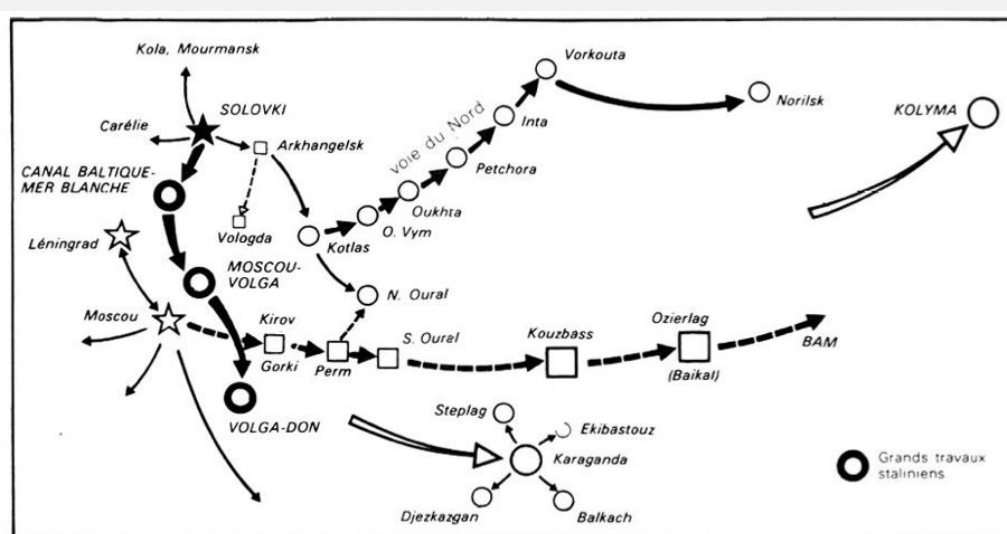 Kola, Mourmansk
SOLOVKI
Carélie
Arkhangelsk
CANAL BALTIQUE-
MER BLANCHE
Vologda
Léningrad
MOSCOU-
VOLGA
Moscou
Kirov
Gorki
Perm
VOLGA-DON
Kotlas
N. Oural
S. Oural
voie du Nord
O. Vym
Oukhta
Petchora
Inta
Vorkouta
Norilsk
KOLYMA
Kouzbass
Ozierlag
(Baikal)
BAM
Steplag
Ekibastouz
Karaganda
Djezkazgan
Balkach
Grands travaux
staliniens